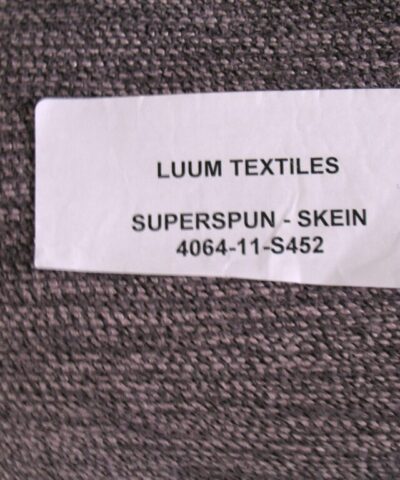 LUUM TEXTILES
SUPERSPUN - SKEIN
4064-11-S452